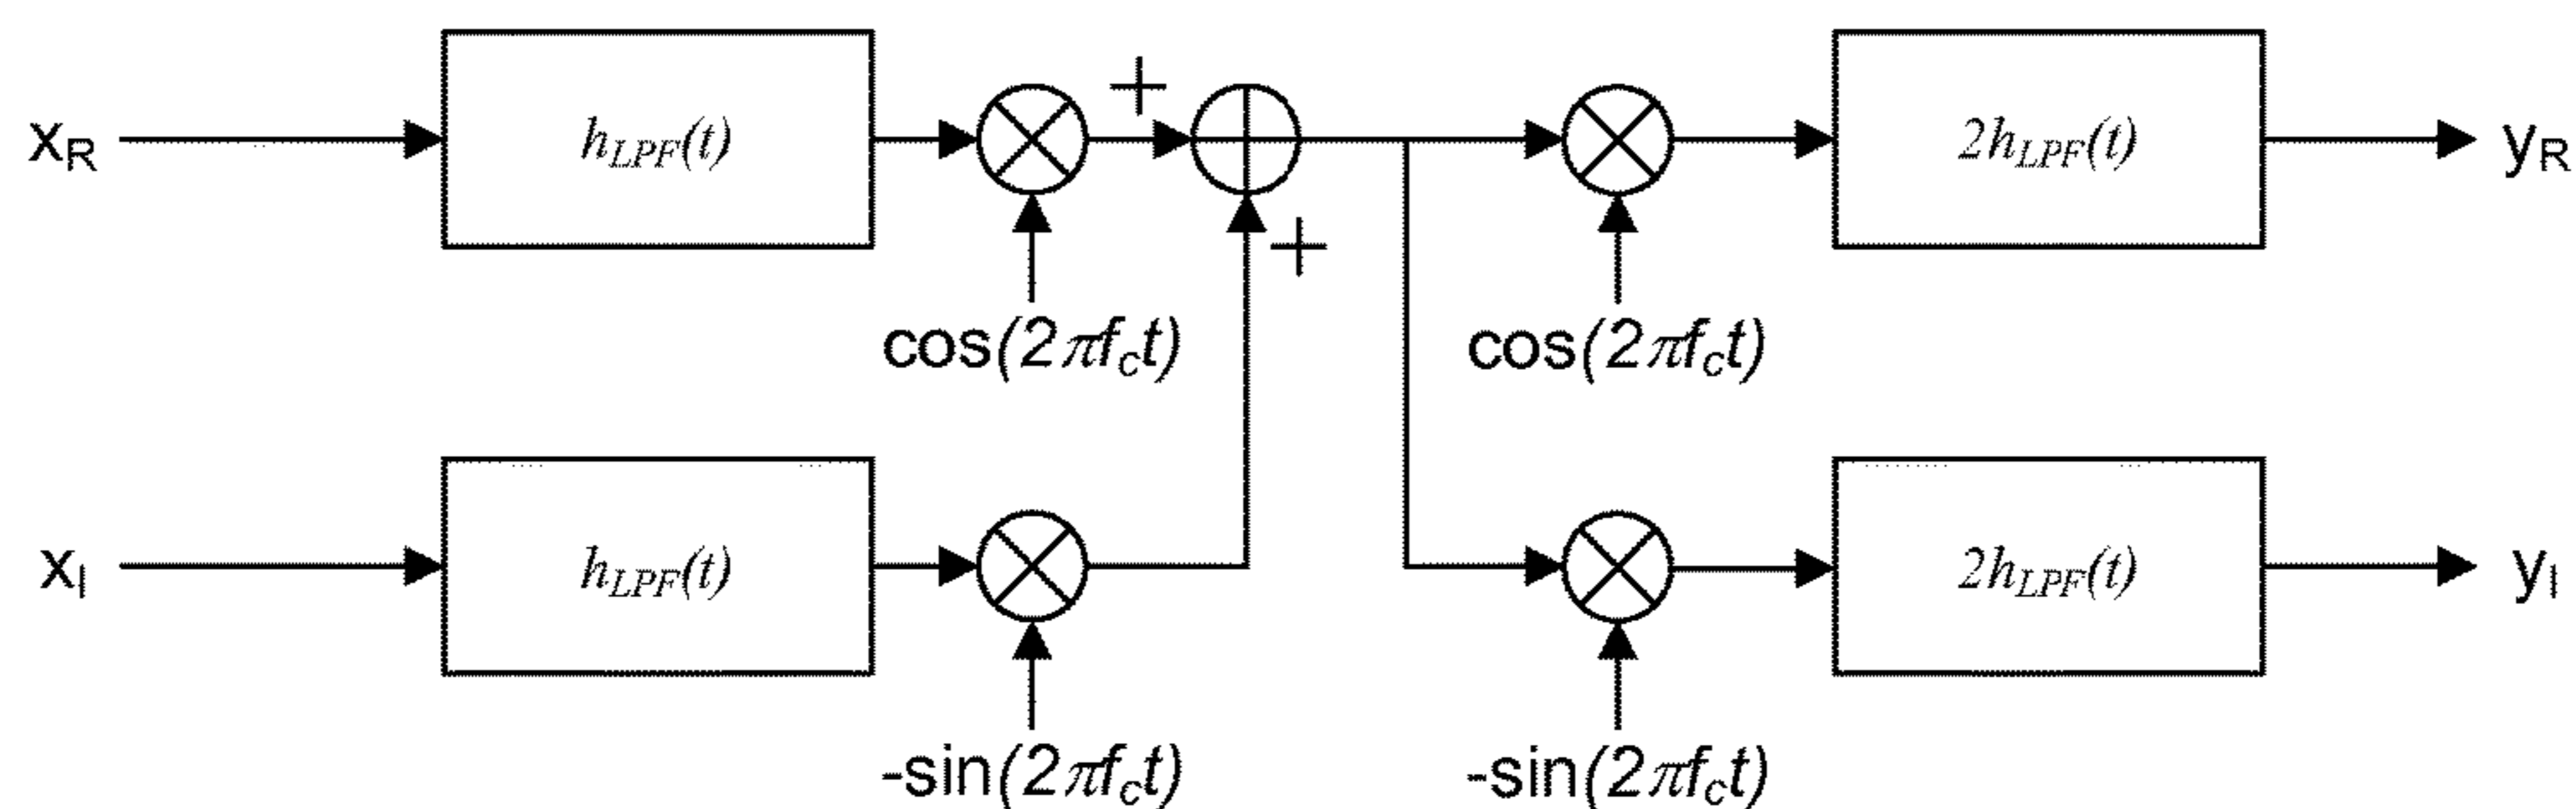 x_R h_LPF(t) + 2h_LPF(t) y_R
+
cos(2πf_ct) cos(2πf_ct)
x_I h_LPF(t) 2h_LPF(t) y_I
-sin(2πf_ct) -sin(2πf_ct)